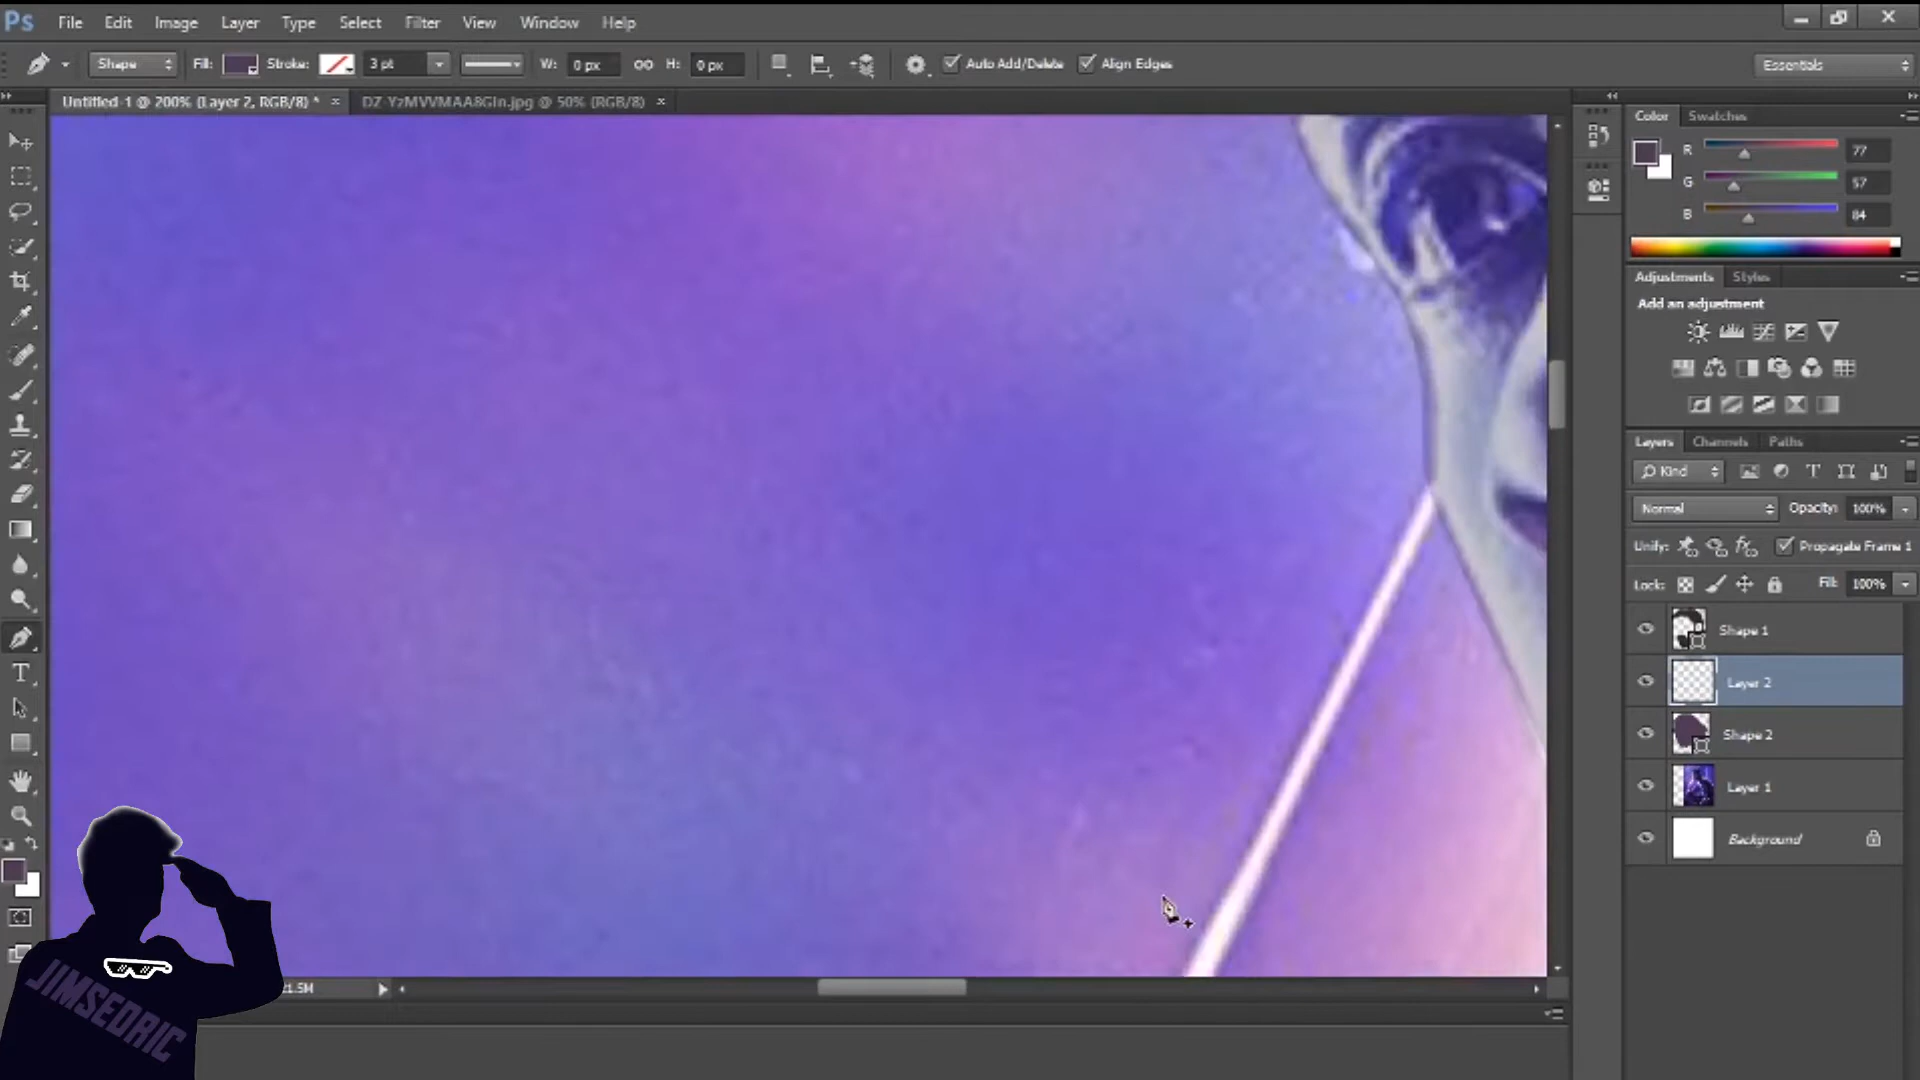 Ps File Edit Image Layer Type Select Filter View Window Help
Shape Fill: Stroke: 3 pt W: 0 px H: 0 px Auto Add/Delete Align Edges Essentials
Untitled-1 @ 200% (Layer 2, RGB/8) * × DZ-YzMVVMAA8Gln.jpg @ 50% (RGB/8) ×
Color Swatches
R 77
G 57
B 84
Adjustments Styles
Add an adjustment
Layers Channels Paths
Kind
Normal Opacity: 100%
Unify: Propagate Frame 1
Lock: Fill: 100%
Shape 1
Layer 2
Shape 2
Layer 1
Background
JIMSEDRIC